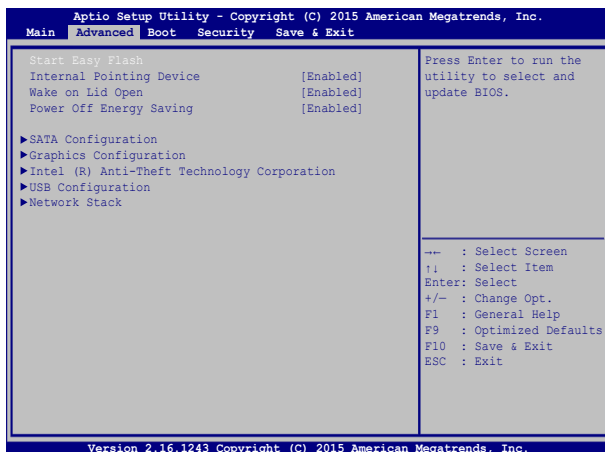 Aptio Setup Utility - Copyright (C) 2015 American Megatrends, Inc.
Main Advanced Boot Security Save & Exit
Start Easy Flash
Internal Pointing Device [Enabled]
Wake on Lid Open [Enabled]
Power Off Energy Saving [Enabled]
▶SATA Configuration
▶Graphics Configuration
▶Intel (R) Anti-Theft Technology Corporation
▶USB Configuration
▶Network Stack
Press Enter to run the
utility to select and
update BIOS.
→← : Select Screen
↑↓ : Select Item
Enter: Select
+/— : Change Opt.
F1 : General Help
F9 : Optimized Defaults
F10 : Save & Exit
ESC : Exit
Version 2.16.1243 Copyright (C) 2015 American Megatrends, Inc.